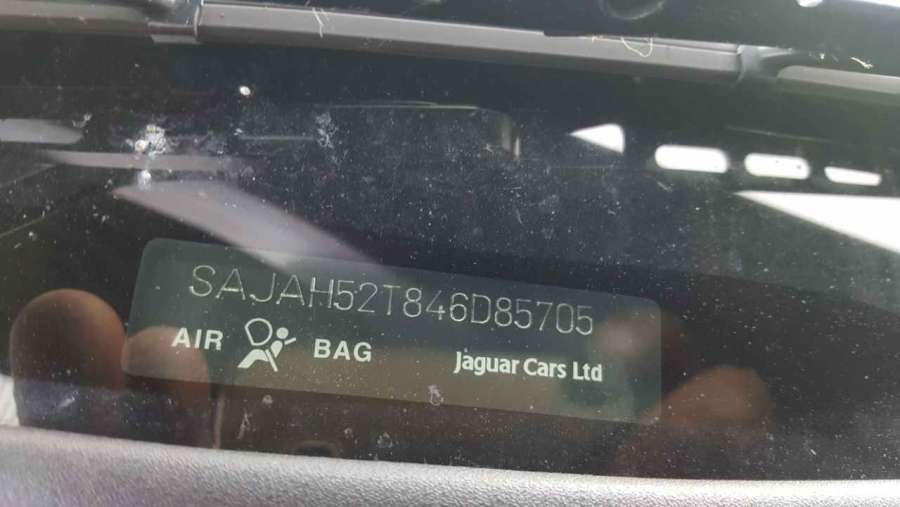 SAJAH52T846D85705
AIR BAG
Jaguar Cars Ltd